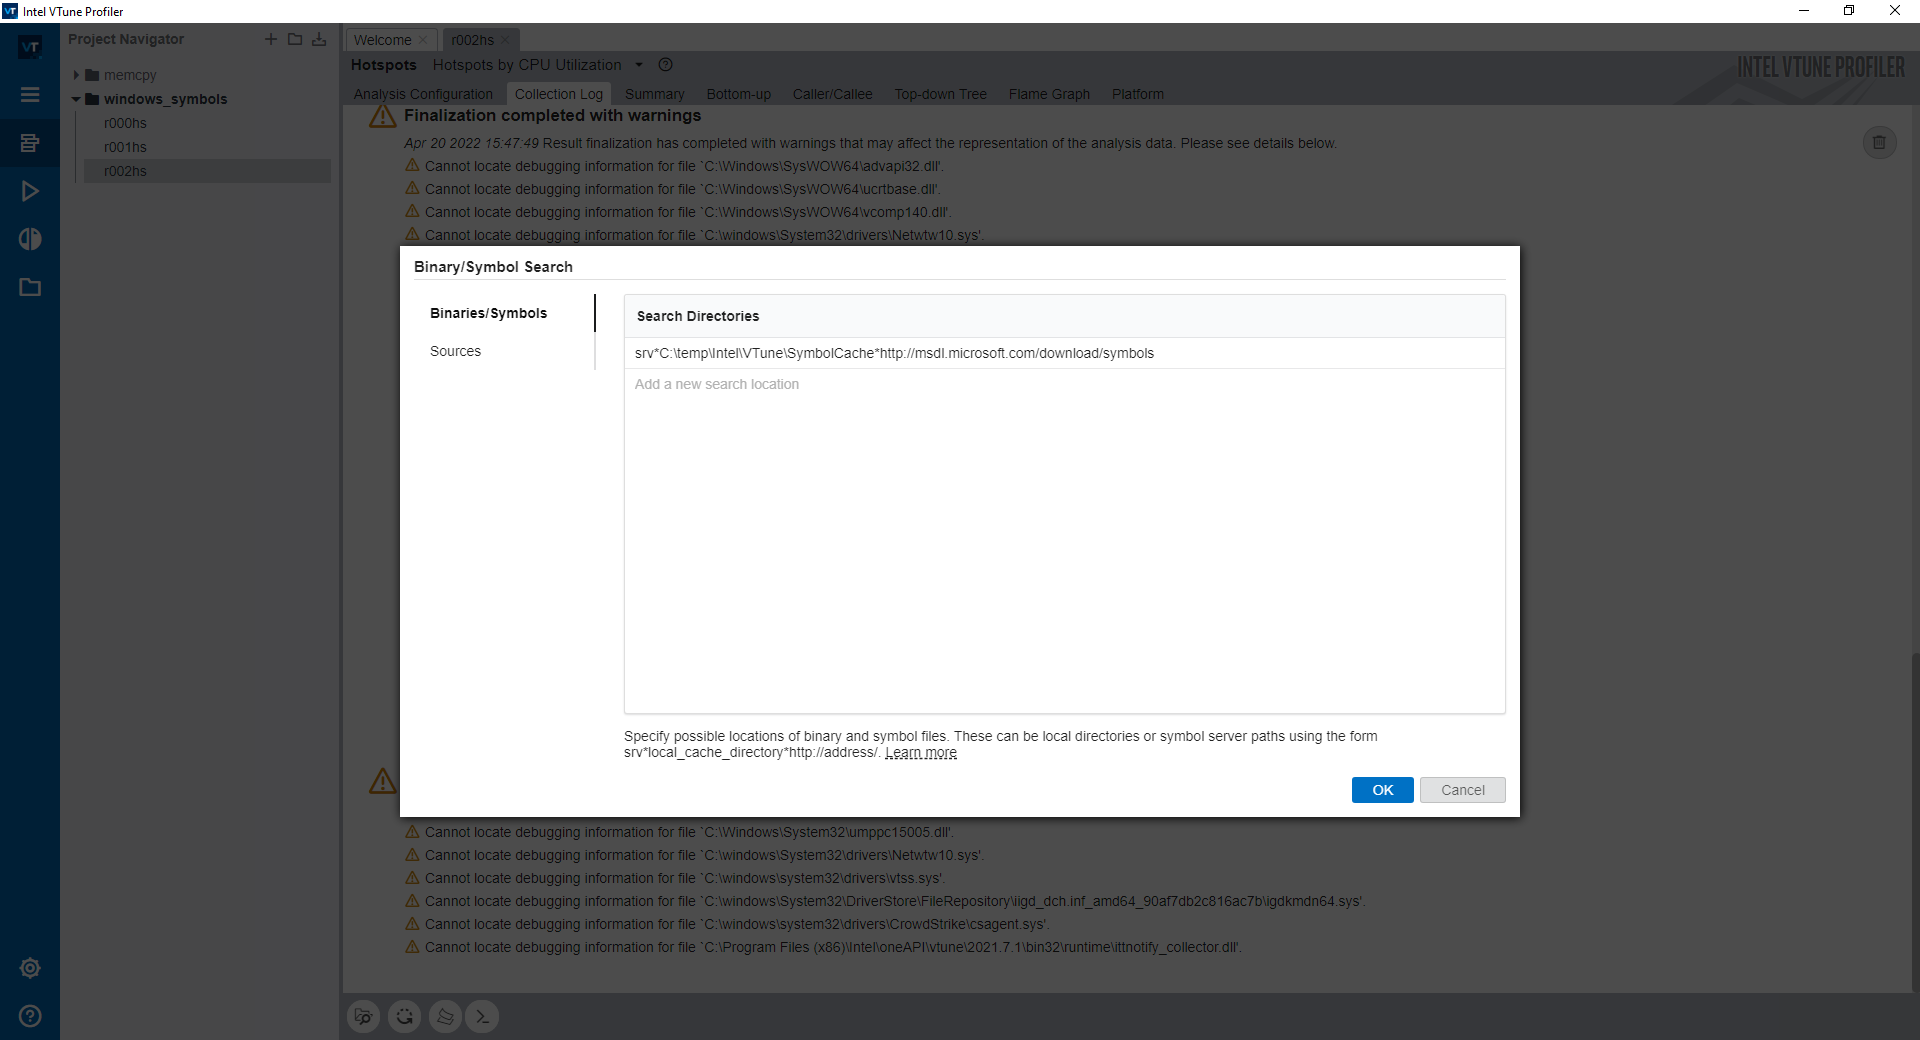 VT Intel VTune Profiler
VT
Project Navigator
memcpy
windows_symbols
r000hs
r001hs
r002hs
Welcome
r002hs
Hotspots Hotspots by CPU Utilization
INTEL VTUNE PROFILER
Analysis Configuration Collection Log Summary Bottom-up Caller/Callee Top-down Tree Flame Graph Platform
Finalization completed with warnings
Apr 20 2022 15:47:49 Result finalization has completed with warnings that may affect the representation of the analysis data. Please see details below.
Cannot locate debugging information for file `C:\Windows\SysWOW64\advapi32.dll'.
Cannot locate debugging information for file `C:\Windows\SysWOW64\ucrtbase.dll'.
Cannot locate debugging information for file `C:\Windows\SysWOW64\vcomp140.dll'.
Cannot locate debugging information for file `C:\windows\System32\drivers\Netwtw10.sys'.
Binary/Symbol Search
Binaries/Symbols
Sources
Search Directories
srv*C:\temp\Intel\VTune\SymbolCache*http://msdl.microsoft.com/download/symbols
Add a new search location
Specify possible locations of binary and symbol files. These can be local directories or symbol server paths using the form
srv*local_cache_directory*http://address/. Learn more
OK Cancel
Cannot locate debugging information for file `C:\Windows\System32\umppc15005.dll'.
Cannot locate debugging information for file `C:\windows\System32\drivers\Netwtw10.sys'.
Cannot locate debugging information for file `C:\windows\system32\drivers\vtss.sys'.
Cannot locate debugging information for file `C:\windows\System32\DriverStore\FileRepository\iigd_dch.inf_amd64_90af7db2c816ac7b\igdkmdn64.sys'.
Cannot locate debugging information for file `C:\windows\system32\drivers\CrowdStrike\csagent.sys'.
Cannot locate debugging information for file `C:\Program Files (x86)\Intel\oneAPI\vtune\2021.7.1\bin32\runtime\ittnotify_collector.dll'.